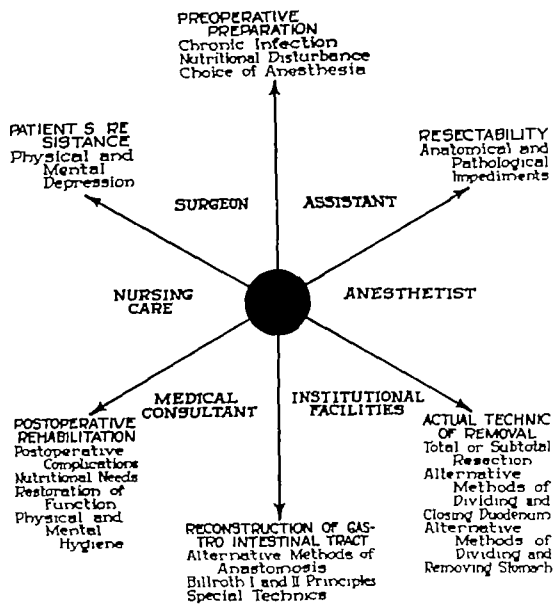 PREOPERATIVE
PREPARATION
Chronic Infection
Nutritional Disturbance
Choice of Anesthesia
PATIENT S RE
SISTANCE
Physical and
Mental
Depression
RESECTABILITY
Anatomical and
Pathological
Impediments
SURGEON
ASSISTANT
NURSING
CARE
ANESTHETIST
MEDICAL
CONSULTANT
INSTITUTIONAL
FACILITIES
POSTOPERATIVE
REHABILITATION
Postoperative
Complications
Nutritional Needs
Restoration of
Function
Physical and
Mental
Hygiene
RECONSTRUCTION OF GAS-
TRO INTESTINAL TRACT
Alternative Methods of
Anastomosis
Billroth I and II Principles
Special Technics
ACTUAL TECHNIC
OF REMOVAL
Total or Subtotal
Resection
Alternative
Methods of
Dividing and
Closing Duodenum
Alternative
Methods of
Dividing and
Removing Stomach